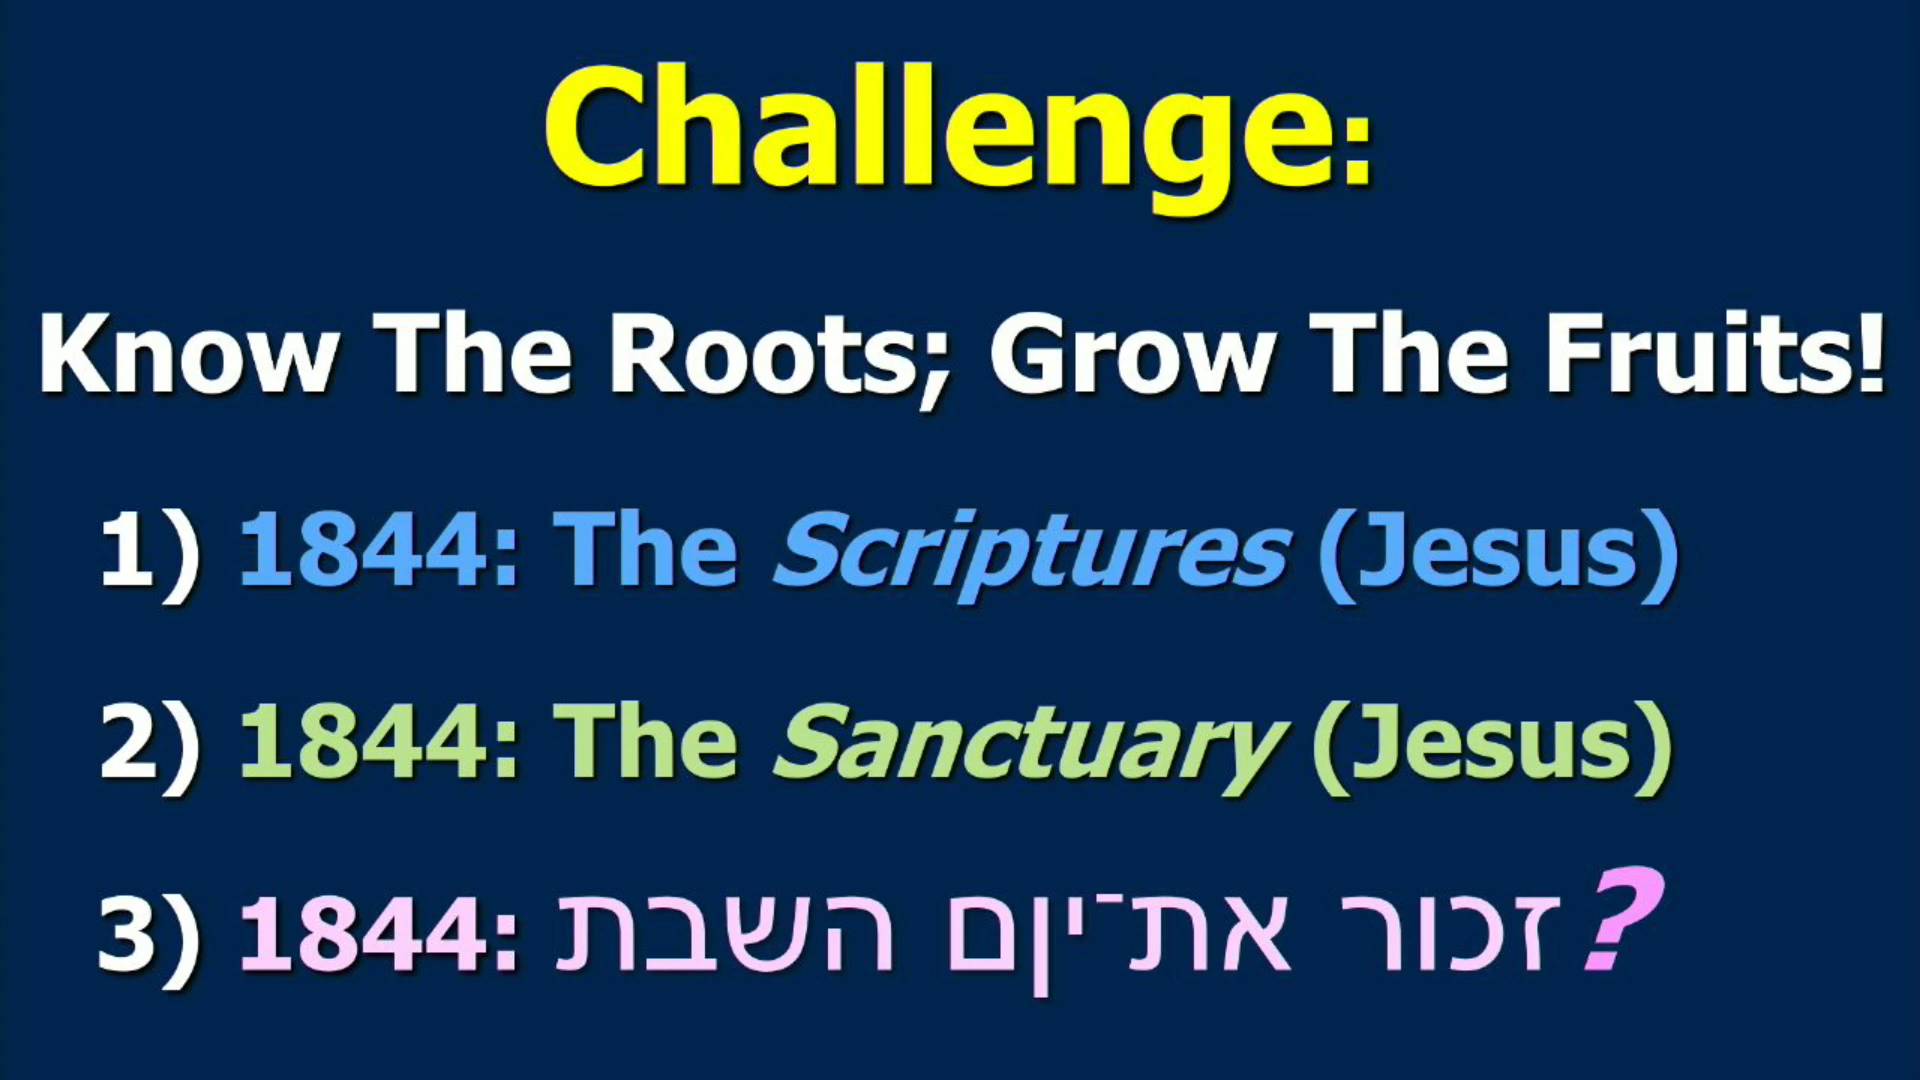 Challenge:
Know The Roots; Grow The Fruits!
1) 1844: The Scriptures (Jesus)
2) 1844: The Sanctuary (Jesus)
3) 1844: זכור את־יןם השבת?